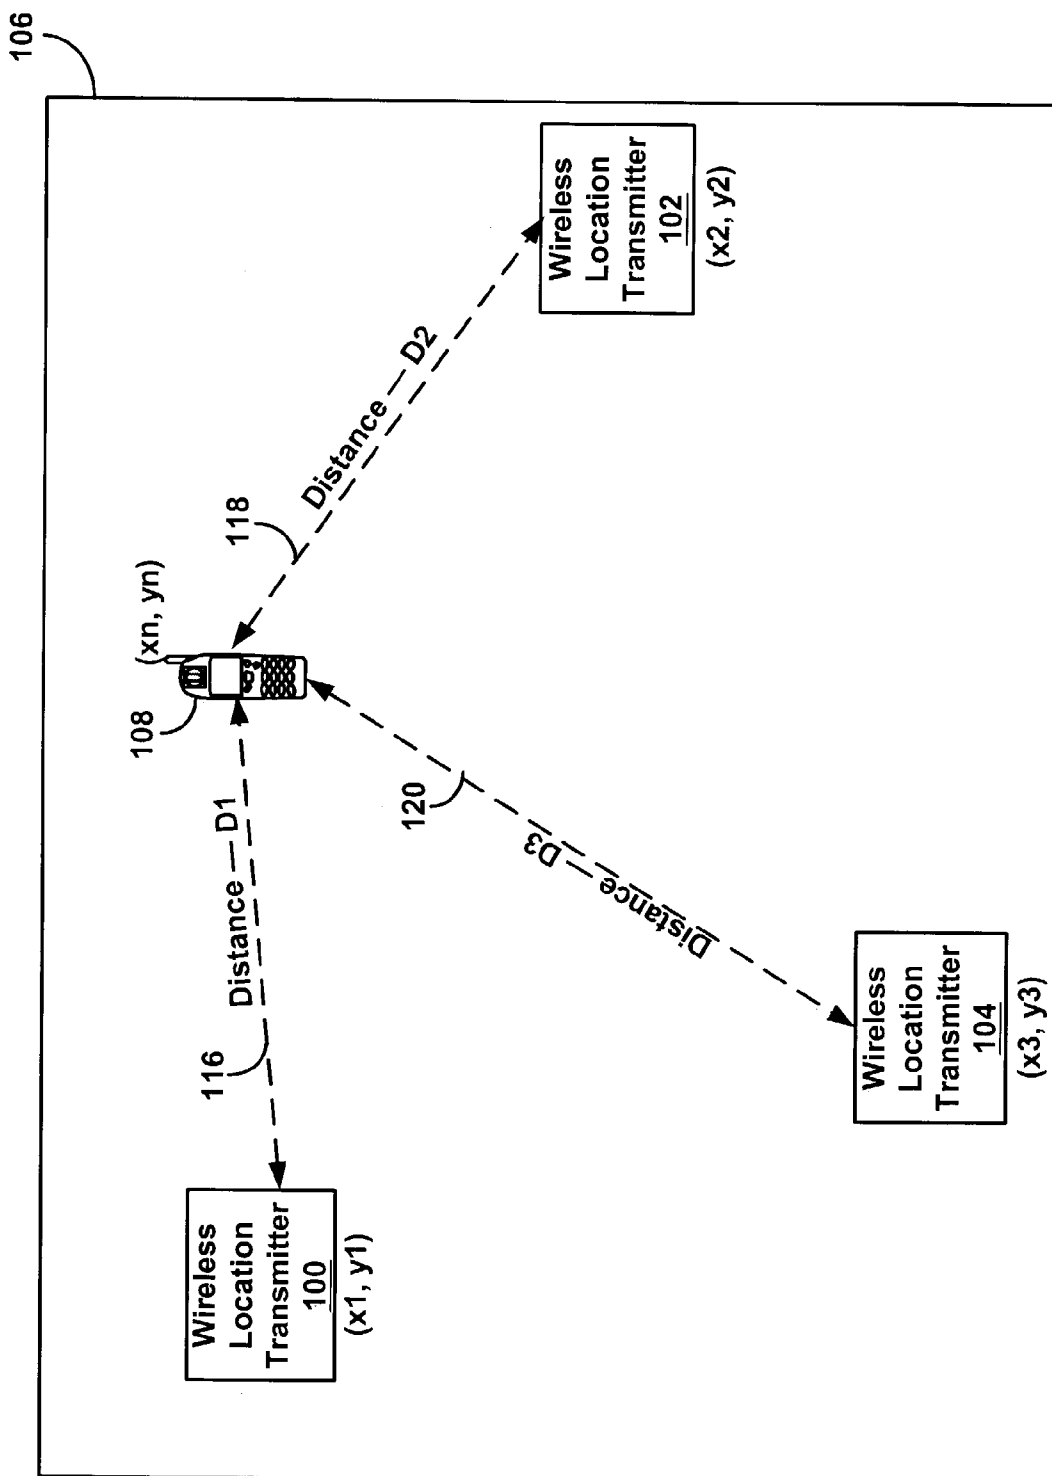 106
(xn, yn)
108
118
Distance — D2
Distance — D1
116
120
Distance — D3
Wireless
Location
Transmitter
100
(x1, y1)
Wireless
Location
Transmitter
102
(x2, y2)
Wireless
Location
Transmitter
104
(x3, y3)